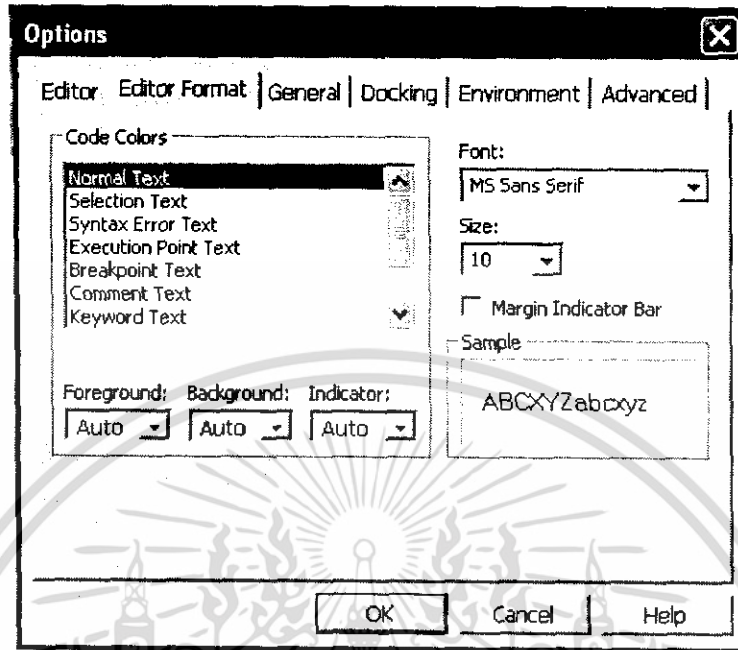 Options
Editor Editor Format General Docking Environment Advanced
Code Colors
Normal Text
Selection Text
Syntax Error Text
Execution Point Text
Breakpoint Text
Comment Text
Keyword Text
Foreground: Background: Indicator:
Auto Auto Auto
Font:
MS Sans Serif
Size:
10
Margin Indicator Bar
Sample
ABCXYZabcxyz
OK Cancel Help